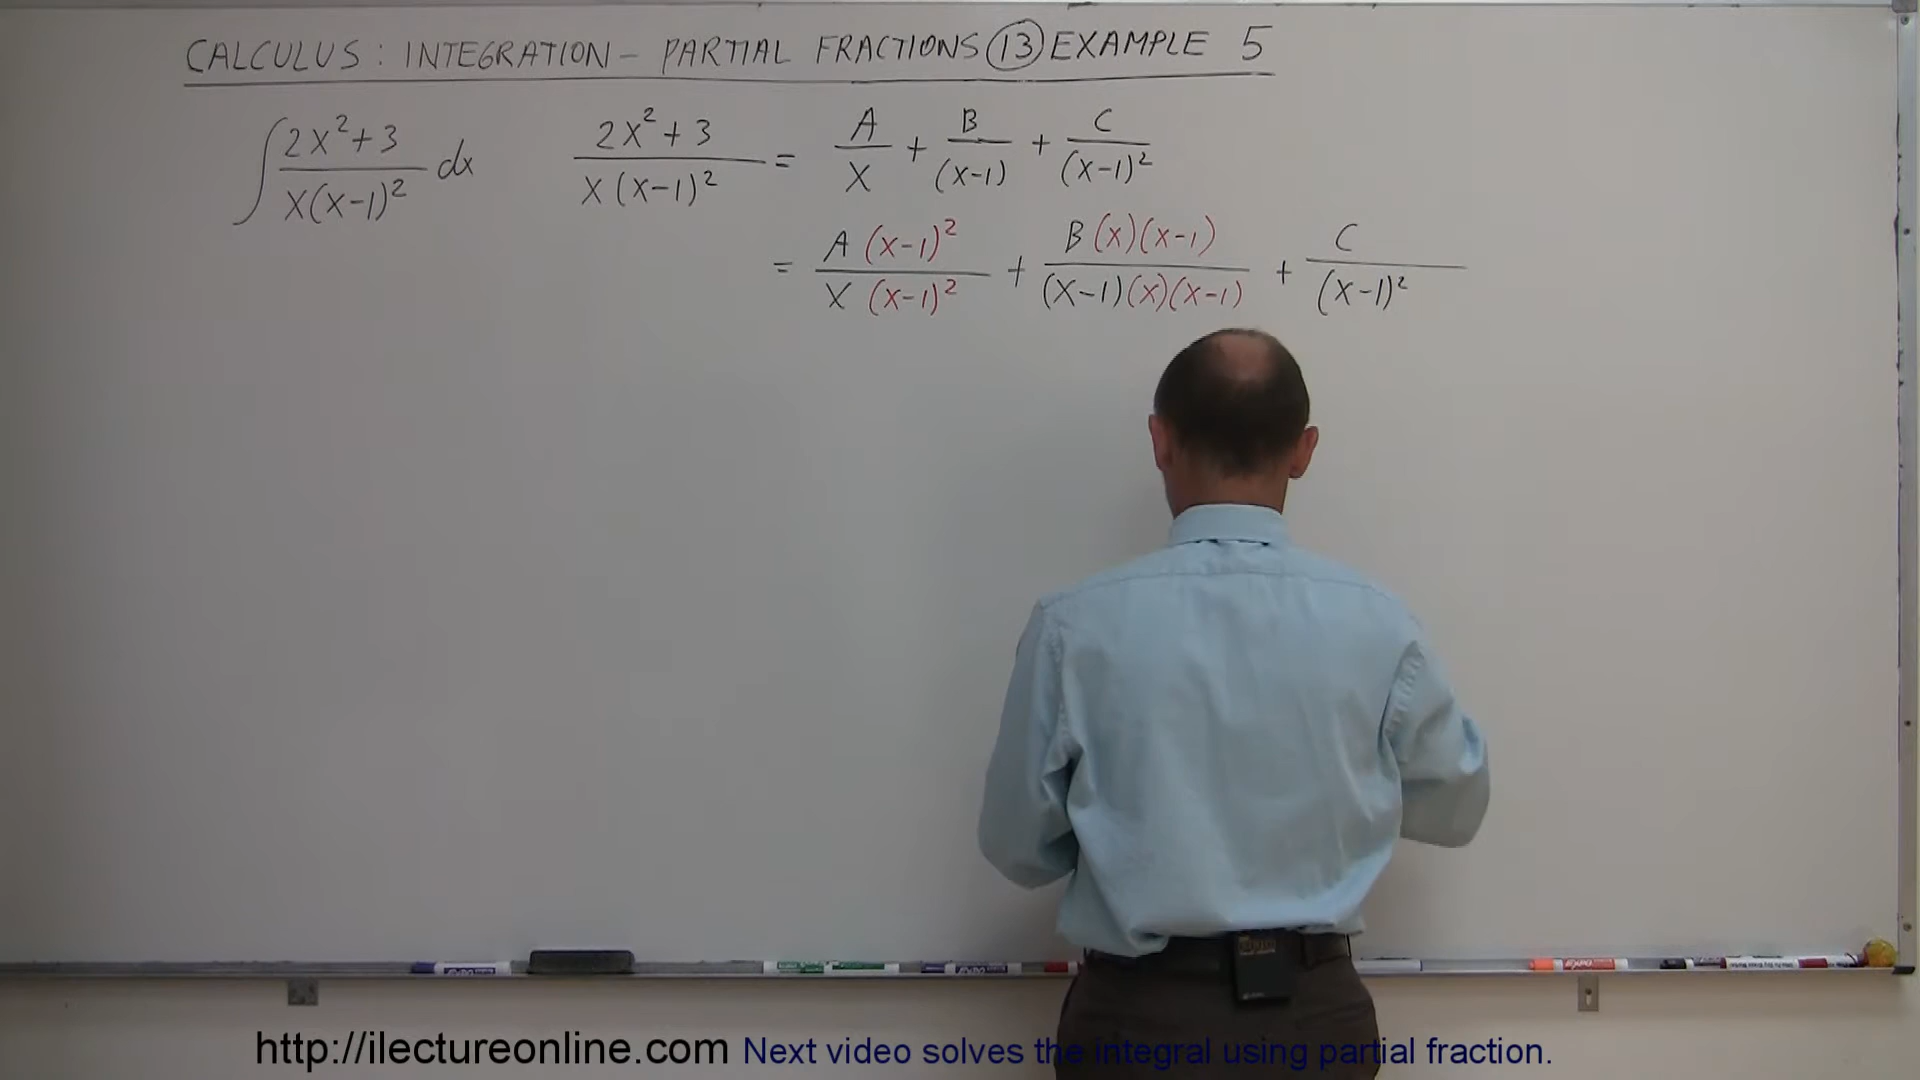 CALCULUS: INTEGRATION – PARTIAL FRACTIONS (13) EXAMPLE 5
∫ (2x²+3)/(x(x-1)²) dx    (2x²+3)/(x(x-1)²) = A/x + B/(x-1) + C/(x-1)²
= A(x-1)²/x(x-1)² + B(x)(x-1)/(x-1)(x)(x-1) + C/(x-1)²
http://ilectureonline.com Next video solves the integral using partial fraction.